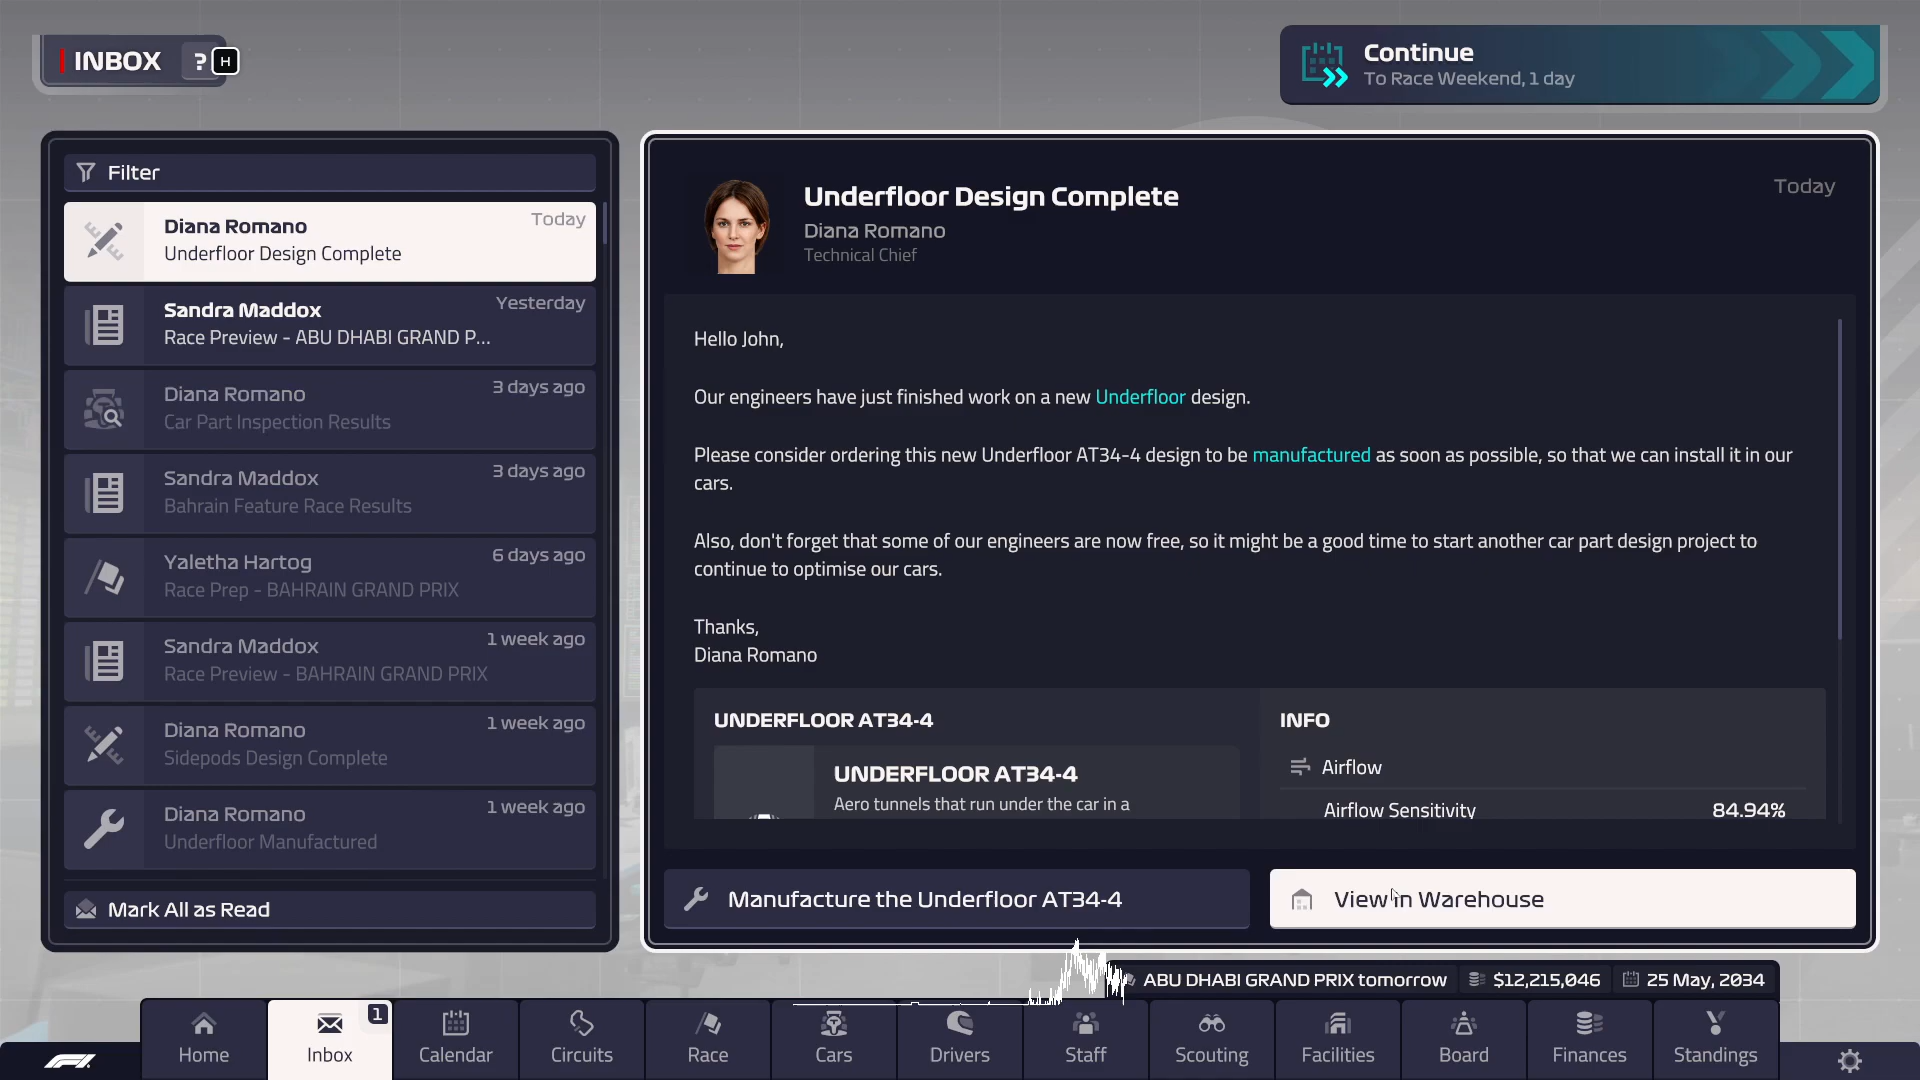 INBOX
?
H
Continue
To Race Weekend, 1 day
Filter
Diana Romano
Today
Underfloor Design Complete
Sandra Maddox
Yesterday
Race Preview - ABU DHABI GRAND P...
Diana Romano
3 days ago
Car Part Inspection Results
Sandra Maddox
3 days ago
Bahrain Feature Race Results
Yaletha Hartog
6 days ago
Race Prep - BAHRAIN GRAND PRIX
Sandra Maddox
1 week ago
Race Preview - BAHRAIN GRAND PRIX
Diana Romano
1 week ago
Sidepods Design Complete
Diana Romano
1 week ago
Underfloor Manufactured
Mark All as Read
Underfloor Design Complete
Today
Diana Romano
Technical Chief
Hello John,
Our engineers have just finished work on a new Underfloor design.
Please consider ordering this new Underfloor AT34-4 design to be manufactured as soon as possible, so that we can install it in our
cars.
Also, don't forget that some of our engineers are now free, so it might be a good time to start another car part design project to
continue to optimise our cars.
Thanks,
Diana Romano
UNDERFLOOR AT34-4
UNDERFLOOR AT34-4
Aero tunnels that run under the car in a
INFO
Airflow
Airflow Sensitivity 84.94%
Manufacture the Underfloor AT34-4
View in Warehouse
ABU DHABI GRAND PRIX tomorrow
$12,215,046
25 May, 2034
F1
Home
Inbox
1
Calendar
Circuits
Race
Cars
Drivers
Staff
Scouting
Facilities
Board
Finances
Standings